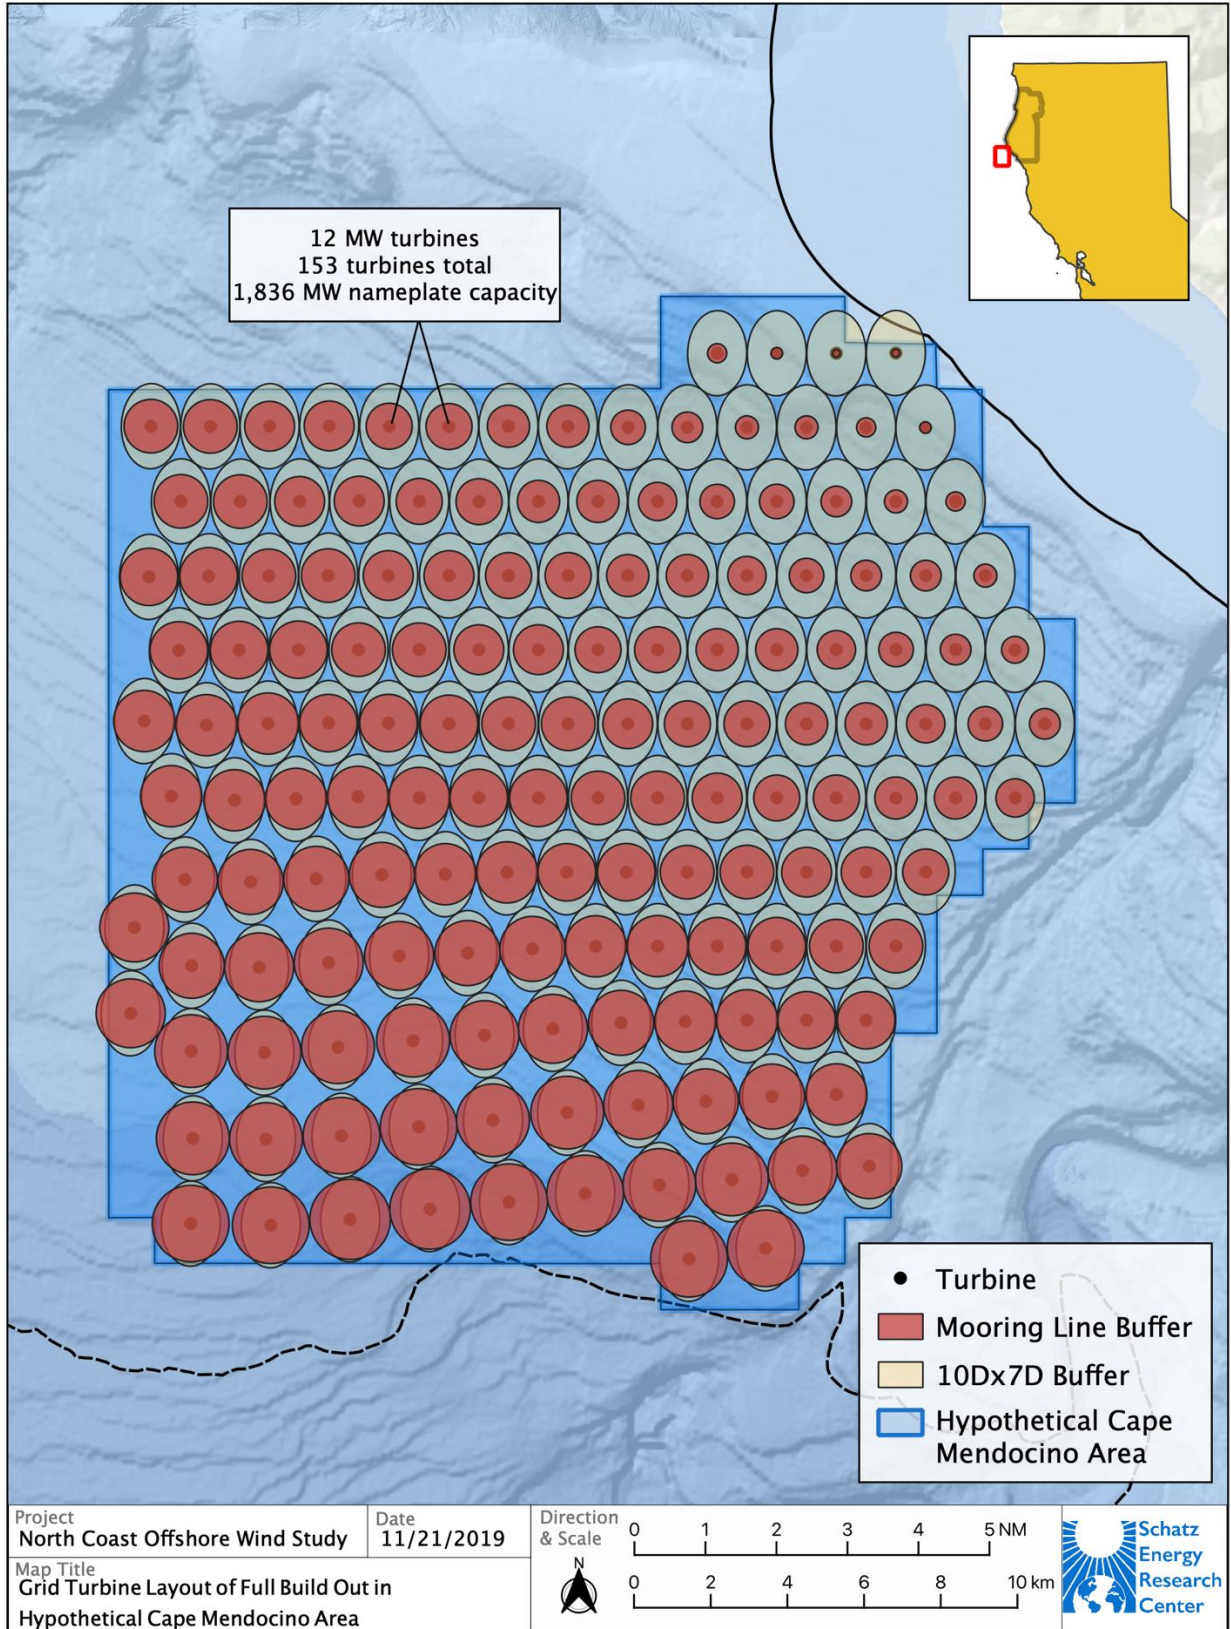 12 MW turbines
153 turbines total
1,836 MW nameplate capacity
Turbine
Mooring Line Buffer
10Dx7D Buffer
Hypothetical Cape
Mendocino Area
Project
North Coast Offshore Wind Study
Date
11/21/2019
Map Title
Grid Turbine Layout of Full Build Out in
Hypothetical Cape Mendocino Area
Direction
& Scale
N
0 1 2 3 4 5 NM
0 2 4 6 8 10 km
Schatz
Energy
Research
Center